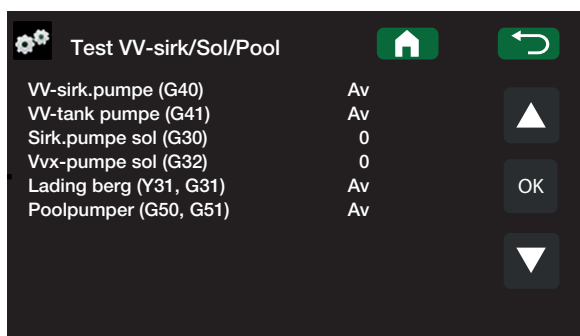 Test VV-sirk/Sol/Pool
VV-sirk.pumpe (G40) Av
VV-tank pumpe (G41) Av
Sirk.pumpe sol (G30) 0
Vvx-pumpe sol (G32) 0
Lading berg (Y31, G31) Av
Poolpumper (G50, G51) Av
OK